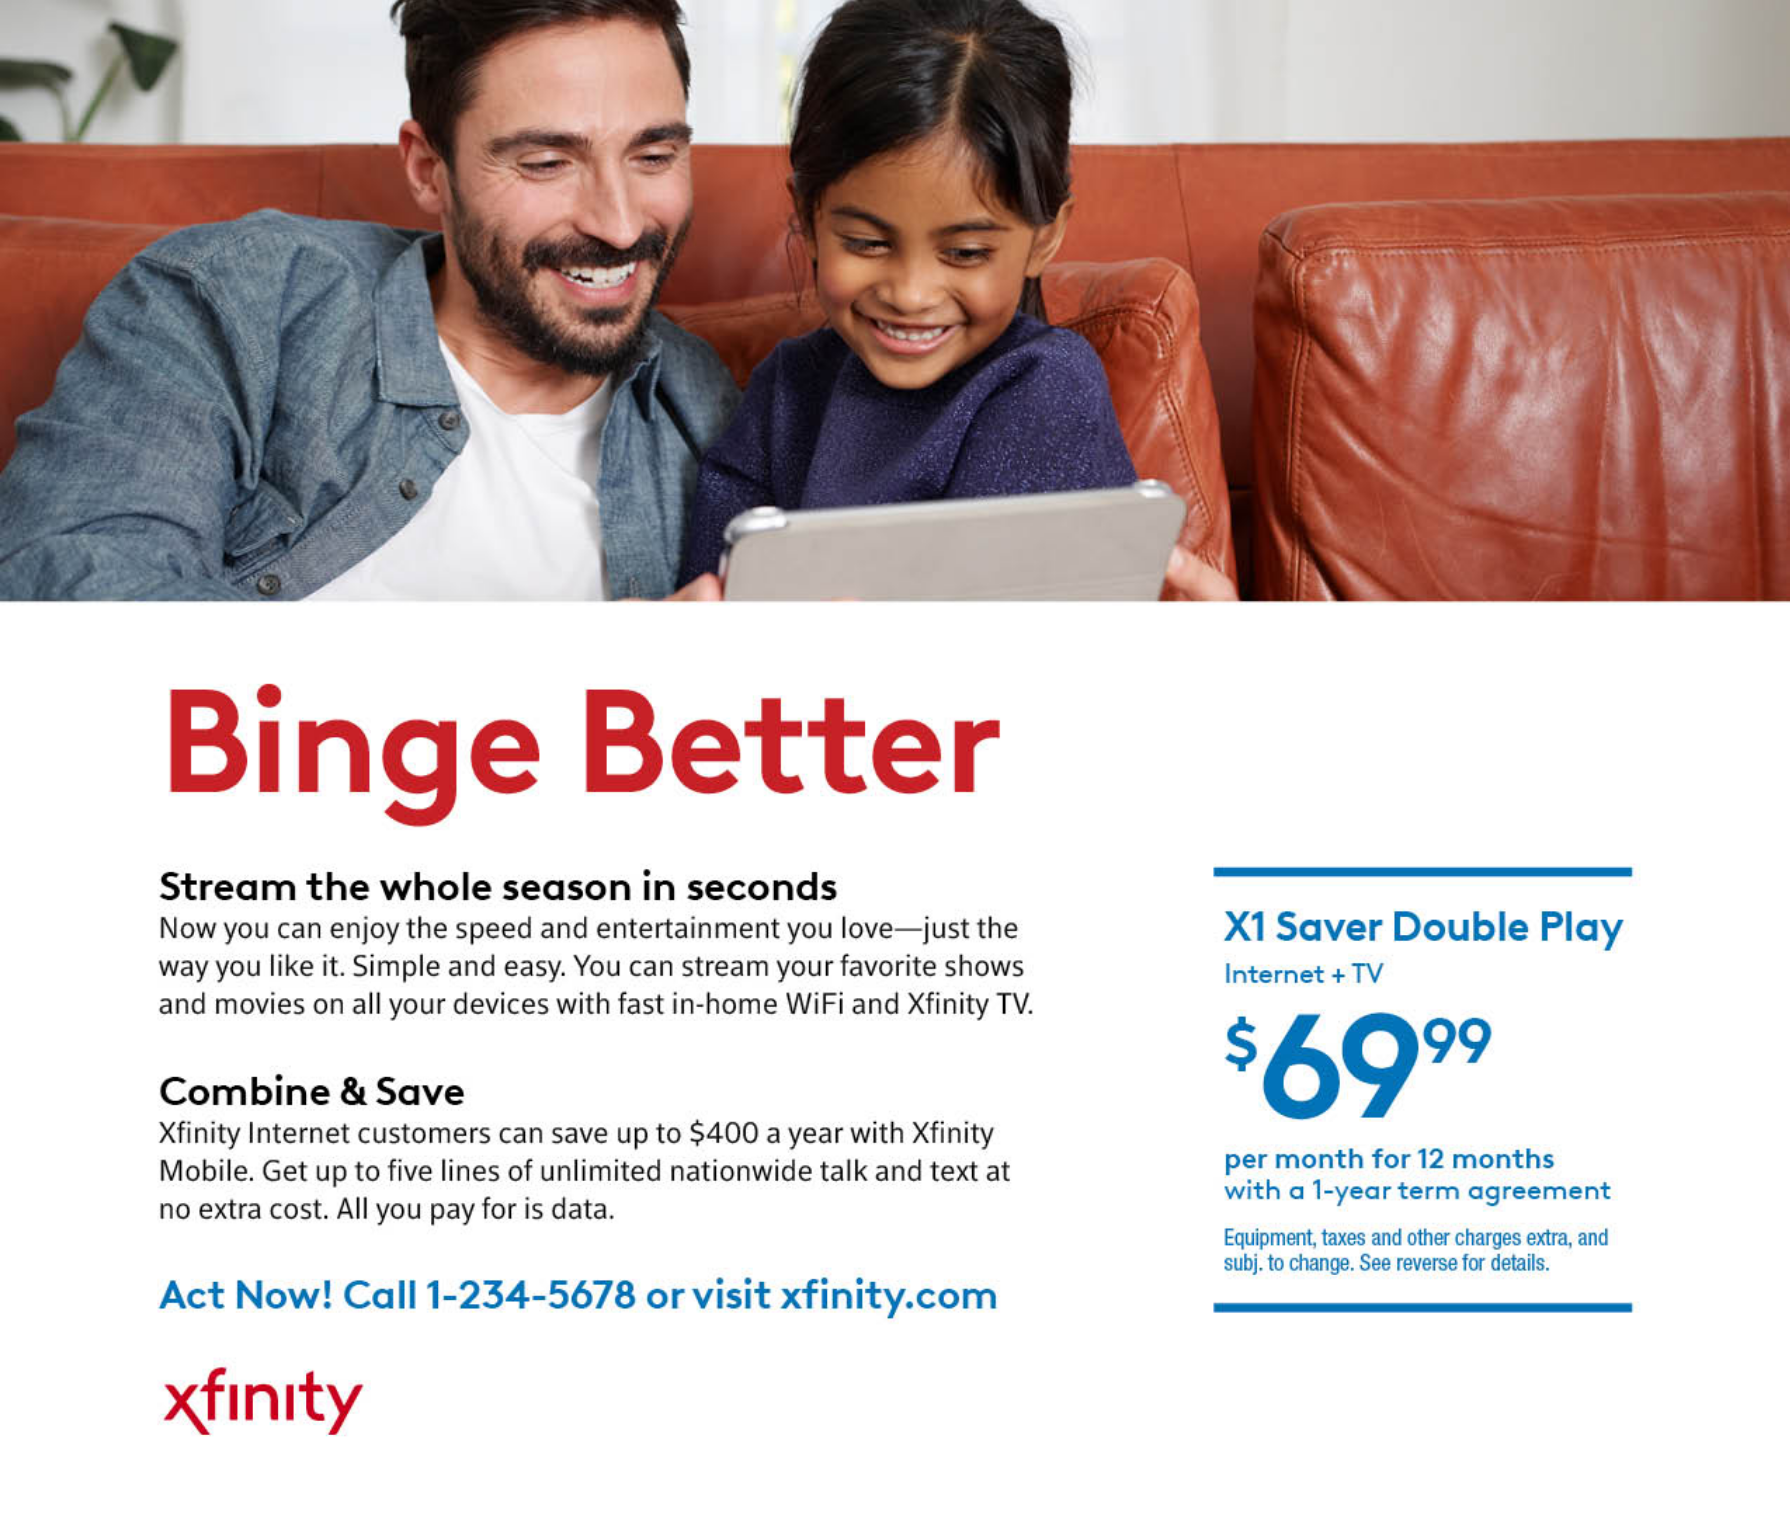 Binge Better
Stream the whole season in seconds
Now you can enjoy the speed and entertainment you love—just the
way you like it. Simple and easy. You can stream your favorite shows
and movies on all your devices with fast in-home WiFi and Xfinity TV.
Combine & Save
Xfinity Internet customers can save up to $400 a year with Xfinity
Mobile. Get up to five lines of unlimited nationwide talk and text at
no extra cost. All you pay for is data.
Act Now! Call 1-234-5678 or visit xfinity.com
xfinity
X1 Saver Double Play
Internet + TV
$69 99
per month for 12 months
with a 1-year term agreement
Equipment, taxes and other charges extra, and
subj. to change. See reverse for details.